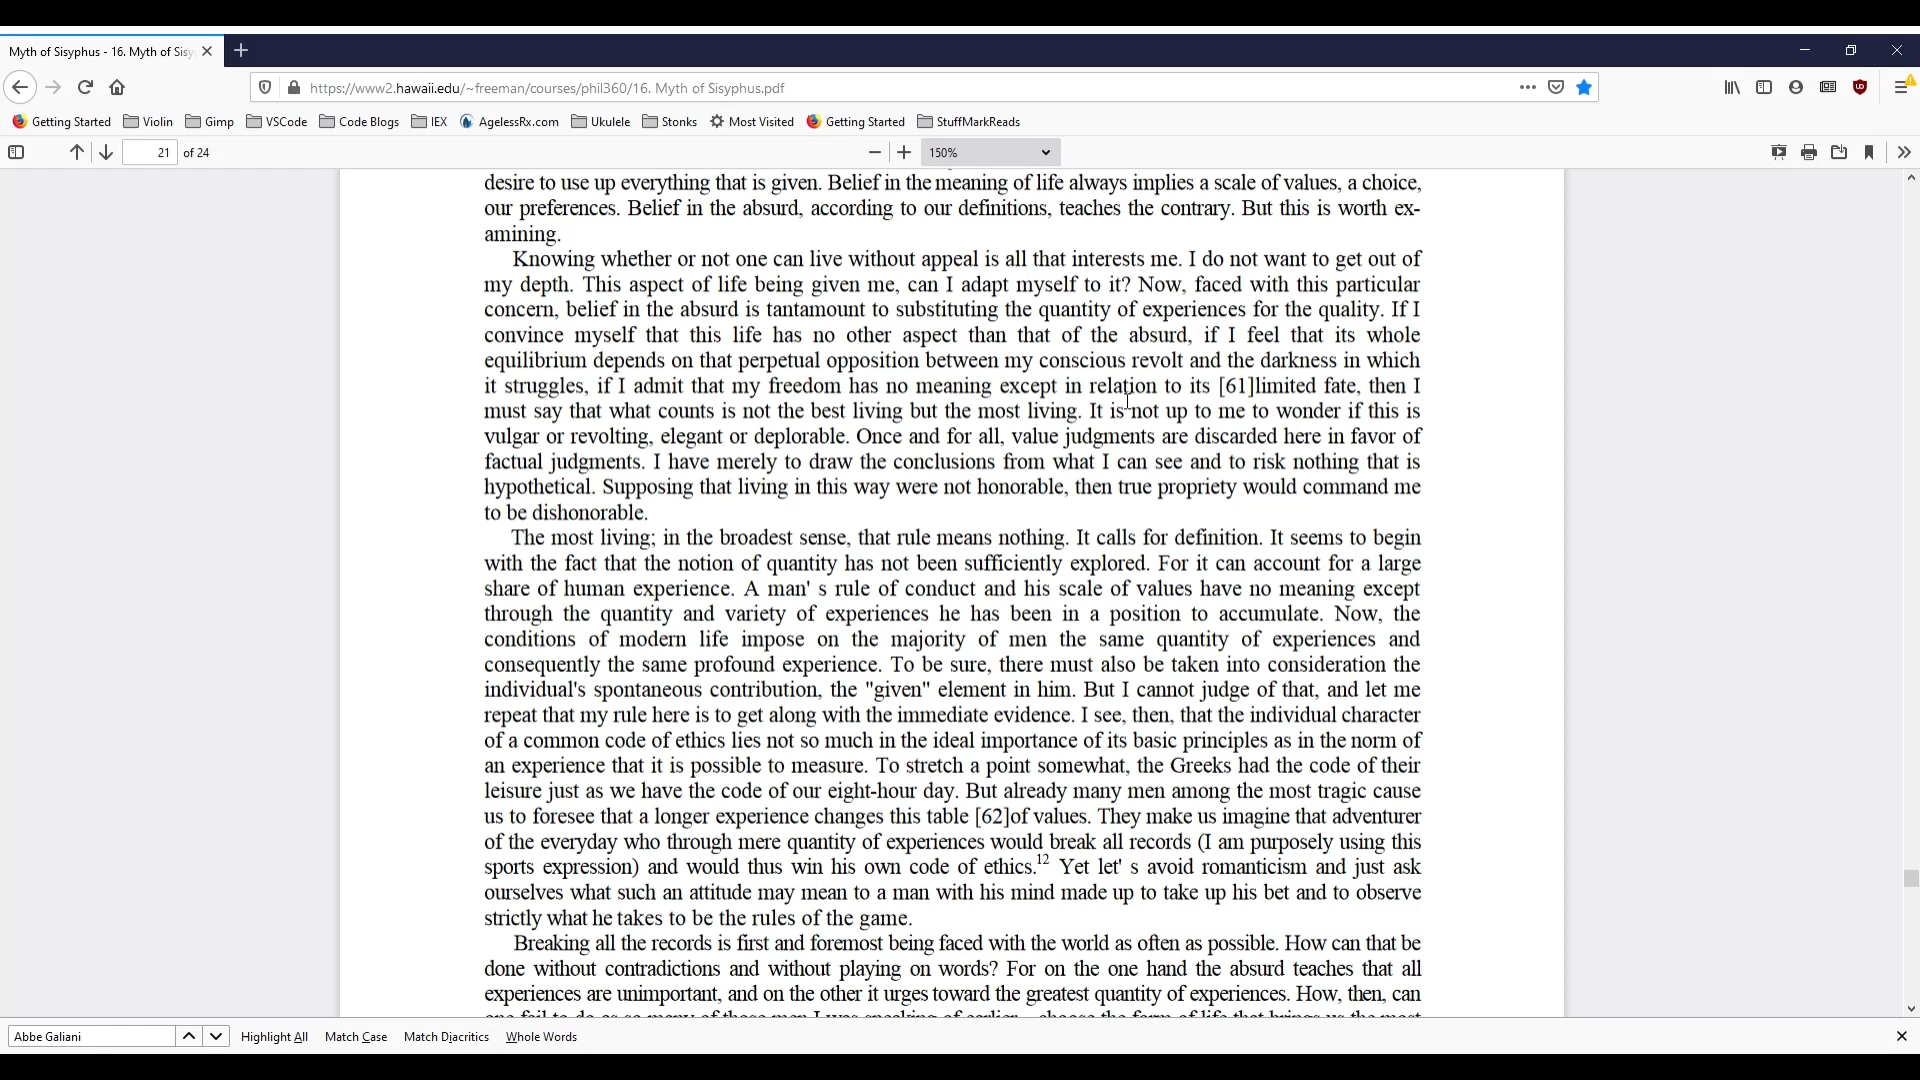 Myth of Sisyphus - 16. Myth of Sisy
https://www2.hawaii.edu/~freeman/courses/phil360/16. Myth of Sisyphus.pdf
Getting Started Violin Gimp VSCode Code Blogs IEX AgelessRx.com Ukulele Stonks Most Visited Getting Started StuffMarkReads
21 of 24 150%
desire to use up everything that is given. Belief in the meaning of life always implies a scale of values, a choice,
our preferences. Belief in the absurd, according to our definitions, teaches the contrary. But this is worth ex-
amining.
Knowing whether or not one can live without appeal is all that interests me. I do not want to get out of
my depth. This aspect of life being given me, can I adapt myself to it? Now, faced with this particular
concern, belief in the absurd is tantamount to substituting the quantity of experiences for the quality. If I
convince myself that this life has no other aspect than that of the absurd, if I feel that its whole
equilibrium depends on that perpetual opposition between my conscious revolt and the darkness in which
it struggles, if I admit that my freedom has no meaning except in relation to its [61]limited fate, then I
must say that what counts is not the best living but the most living. It is not up to me to wonder if this is
vulgar or revolting, elegant or deplorable. Once and for all, value judgments are discarded here in favor of
factual judgments. I have merely to draw the conclusions from what I can see and to risk nothing that is
hypothetical. Supposing that living in this way were not honorable, then true propriety would command me
to be dishonorable.
The most living; in the broadest sense, that rule means nothing. It calls for definition. It seems to begin
with the fact that the notion of quantity has not been sufficiently explored. For it can account for a large
share of human experience. A man' s rule of conduct and his scale of values have no meaning except
through the quantity and variety of experiences he has been in a position to accumulate. Now, the
conditions of modern life impose on the majority of men the same quantity of experiences and
consequently the same profound experience. To be sure, there must also be taken into consideration the
individual's spontaneous contribution, the "given" element in him. But I cannot judge of that, and let me
repeat that my rule here is to get along with the immediate evidence. I see, then, that the individual character
of a common code of ethics lies not so much in the ideal importance of its basic principles as in the norm of
an experience that it is possible to measure. To stretch a point somewhat, the Greeks had the code of their
leisure just as we have the code of our eight-hour day. But already many men among the most tragic cause
us to foresee that a longer experience changes this table [62]of values. They make us imagine that adventurer
of the everyday who through mere quantity of experiences would break all records (I am purposely using this
sports expression) and would thus win his own code of ethics.12 Yet let' s avoid romanticism and just ask
ourselves what such an attitude may mean to a man with his mind made up to take up his bet and to observe
strictly what he takes to be the rules of the game.
Breaking all the records is first and foremost being faced with the world as often as possible. How can that be
done without contradictions and without playing on words? For on the one hand the absurd teaches that all
experiences are unimportant, and on the other it urges toward the greatest quantity of experiences. How, then, can
Abbe Galiani Highlight All Match Case Match Diacritics Whole Words